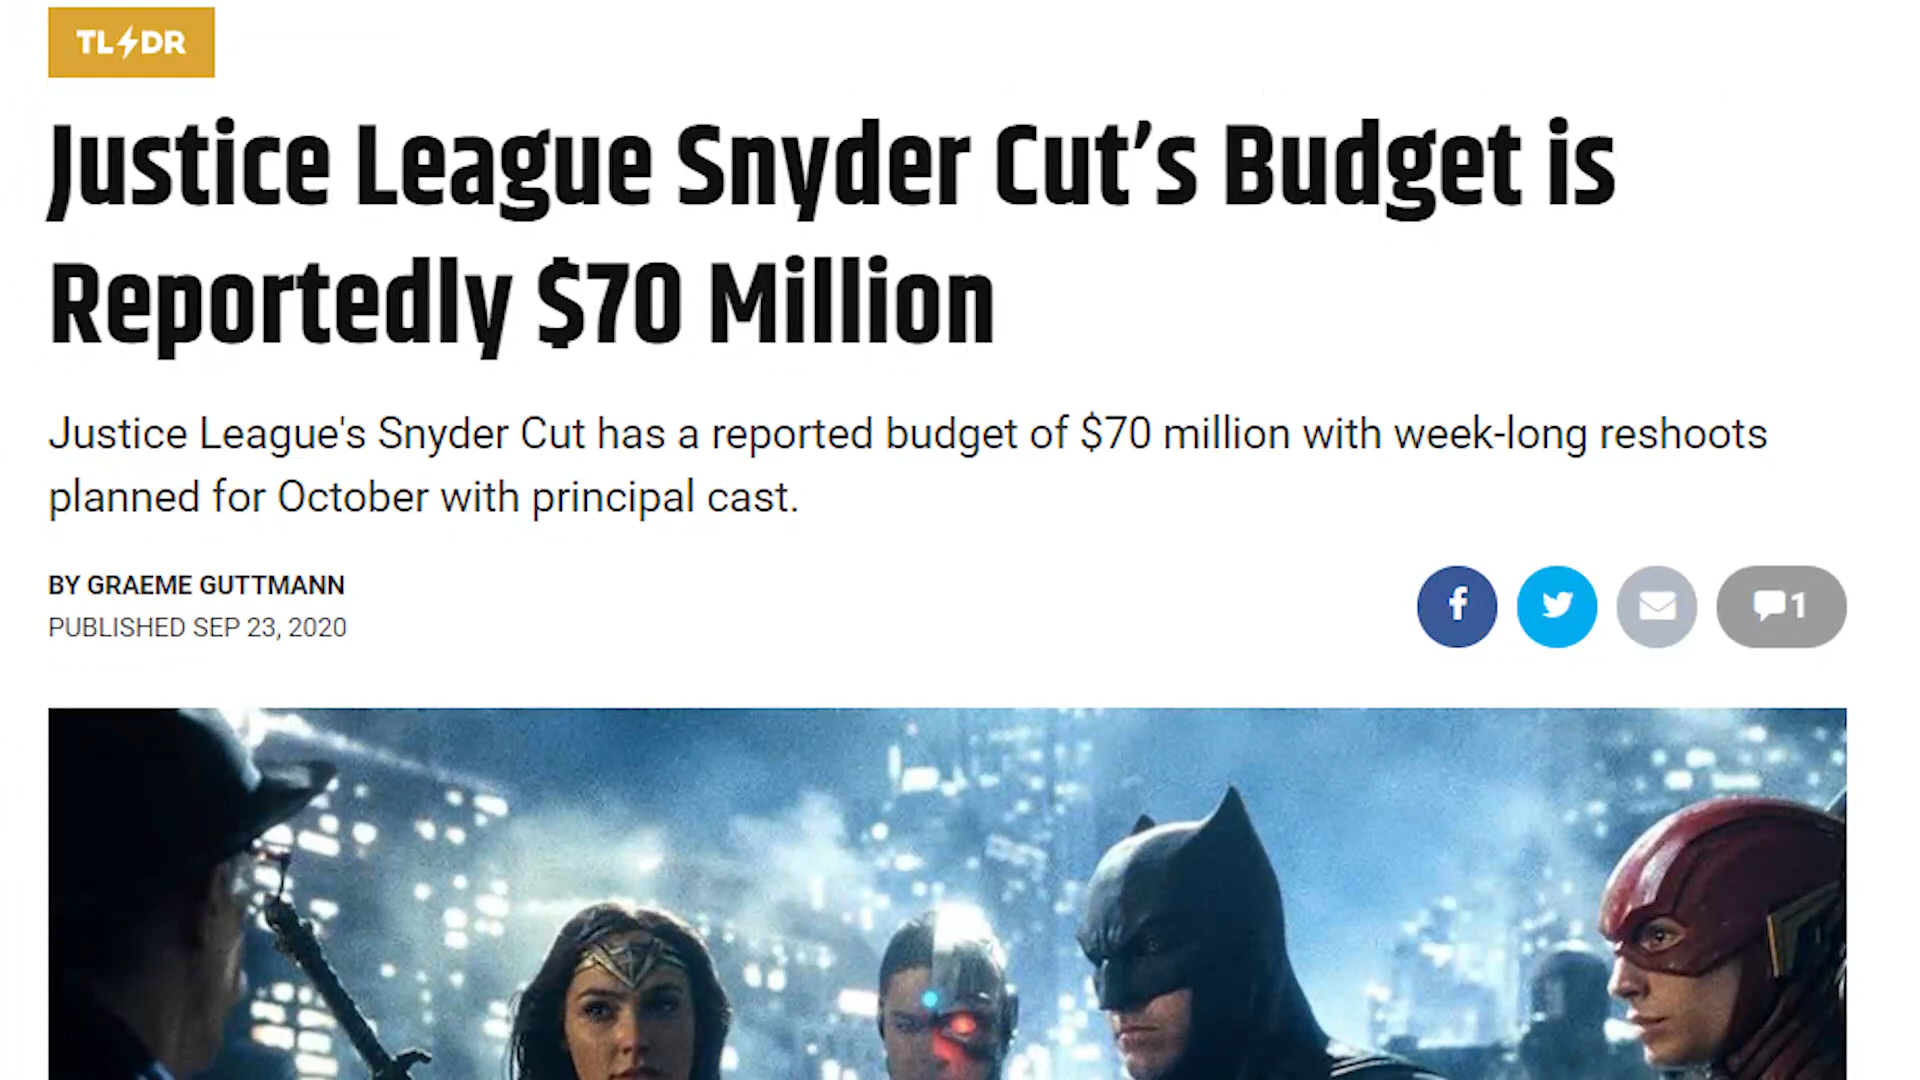 TL DR
Justice League Snyder Cut’s Budget is
Reportedly $70 Million
Justice League's Snyder Cut has a reported budget of $70 million with week-long reshoots
planned for October with principal cast.
BY GRAEME GUTTMANN
PUBLISHED SEP 23, 2020
1